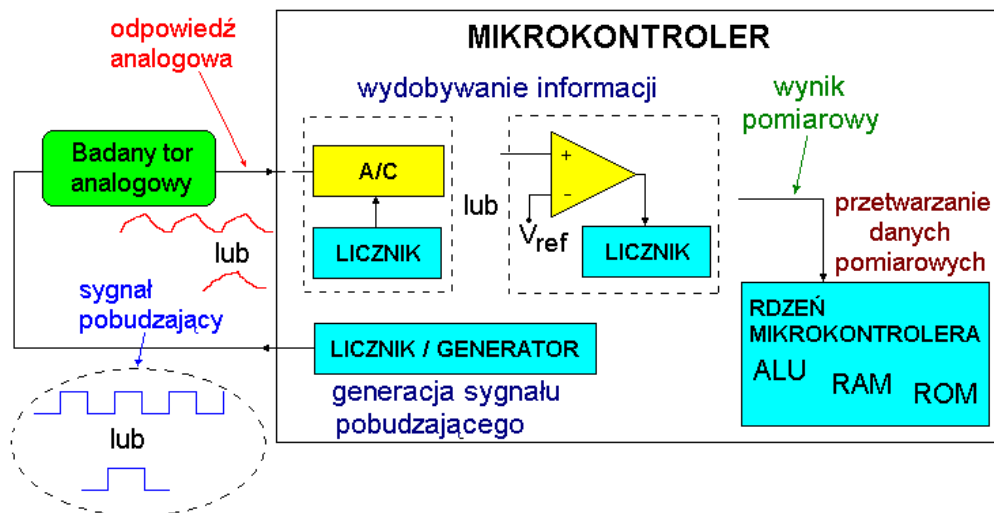 MIKROKONTROLER
odpowiedź
analogowa
wydobywanie informacji
wynik
pomiarowy
Badany tor
analogowy
A/C
LICZNIK
lub
+
−
Vref
LICZNIK
lub
przetwarzanie
danych
pomiarowych
sygnał
pobudzający
LICZNIK / GENERATOR
generacja sygnału
pobudzającego
RDZEŃ
MIKROKONTROLERA
ALU
RAM
ROM
lub